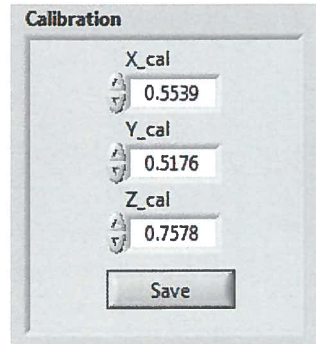 Calibration
X_cal
0.5539
Y_cal
0.5176
Z_cal
0.7578
Save